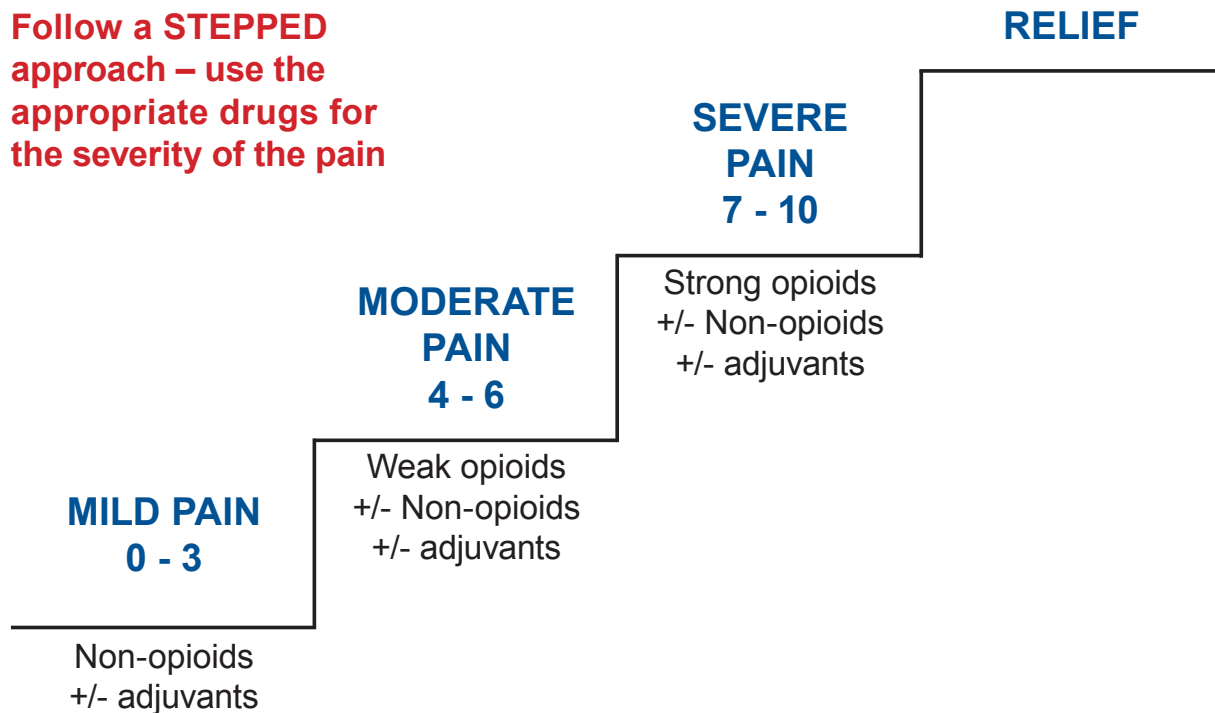 Follow a STEPPED
approach – use the
appropriate drugs for
the severity of the pain
RELIEF
SEVERE
PAIN
7 - 10
Strong opioids
+/- Non-opioids
+/- adjuvants
MODERATE
PAIN
4 - 6
Weak opioids
+/- Non-opioids
+/- adjuvants
MILD PAIN
0 - 3
Non-opioids
+/- adjuvants